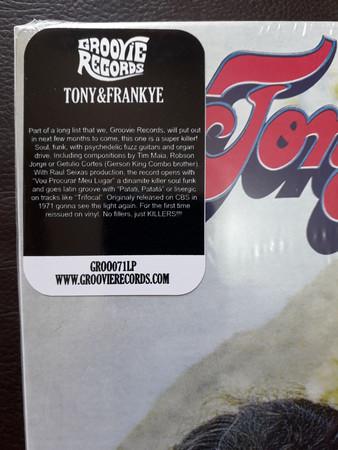 GROOVIE
RECORDS
TONY&FRANKYE
Part of a long list that we, Groovie Records, will put out
in next few months to come, this one is a super killer!
Soul, funk, with psychedelic fuzz guitars and organ
drive. Including compositions by Tim Maia, Robson
Jorge or Getulio Cortes (Gerson King Combo brother).
With Raul Seixas production, the record opens with
"Vou Procurar Meu Lugar" a dinamite killer soul funk
and goes latin groove with "Patati, Patatá" or lisergic
on tracks like "Trifocal". Originaly released on CBS in
1971 gonna see the light again. For the first time
reissued on vinyl. No fillers, just KILLERS!!!!
GRO0071LP
WWW.GROOVIERECORDS.COM
Tony